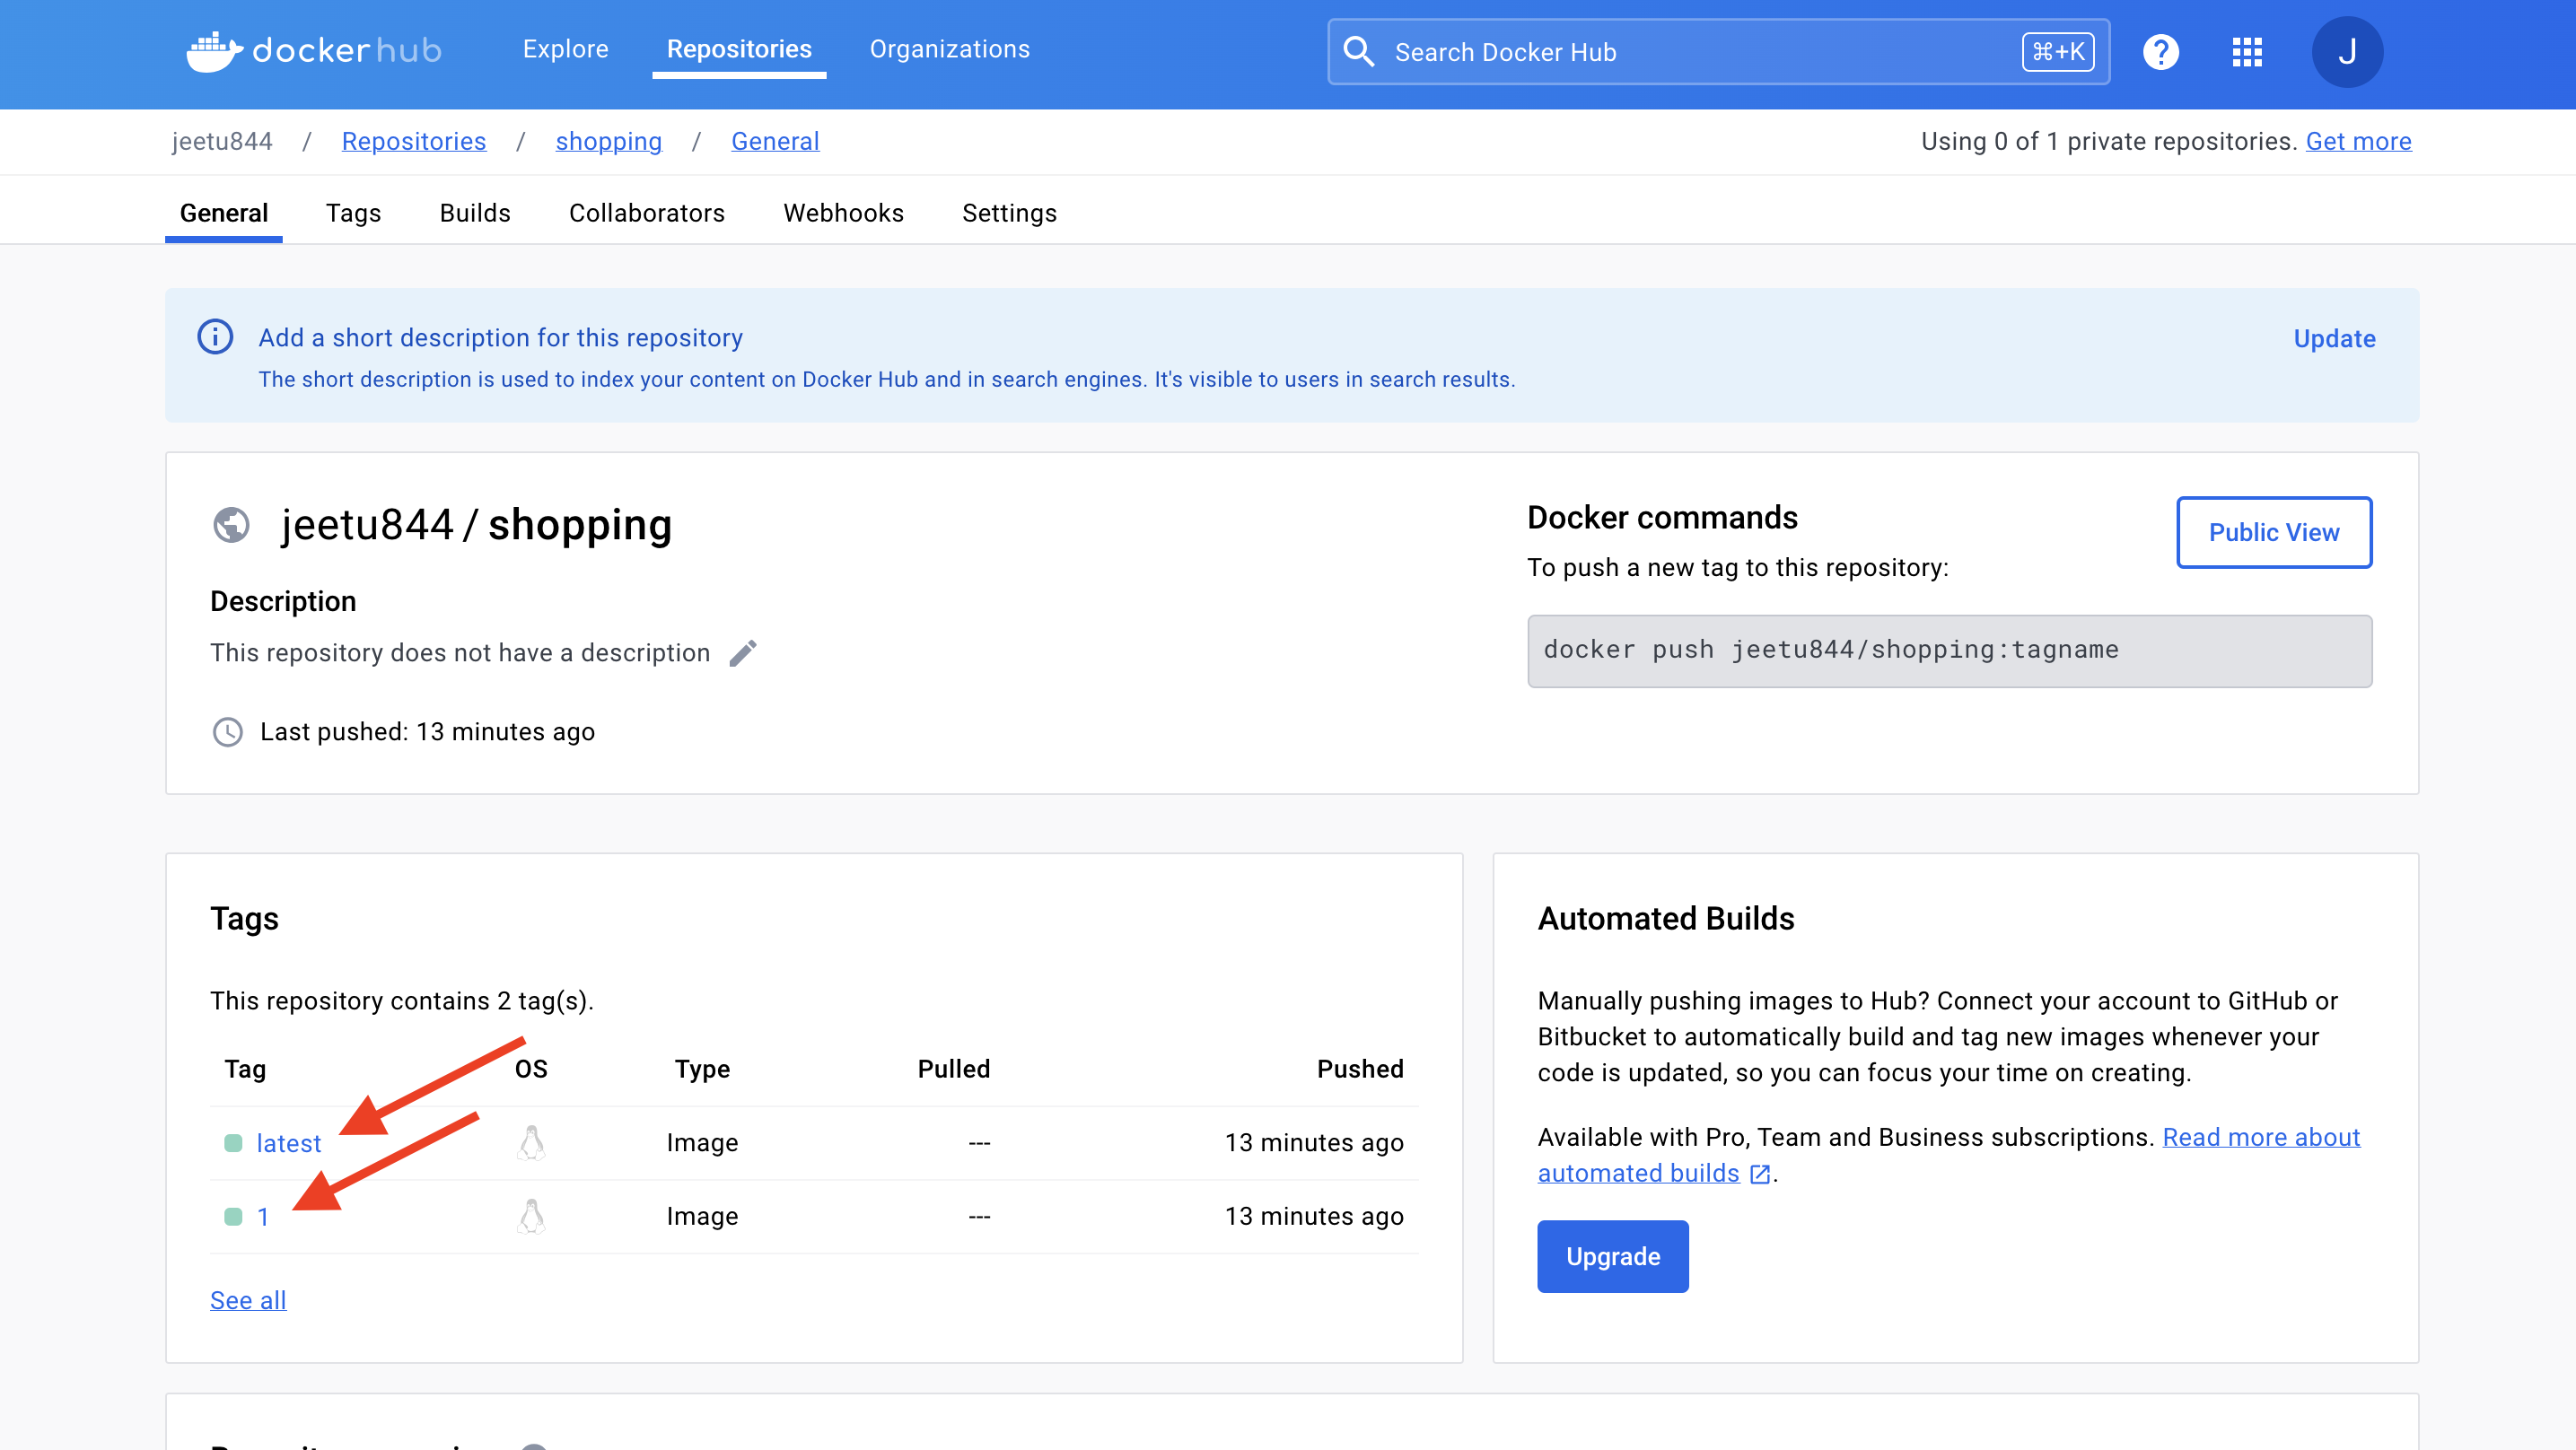 dockerhub Explore Repositories Organizations Search Docker Hub ⌘+K ? J
jeetu844 / Repositories / shopping / General Using 0 of 1 private repositories. Get more
General Tags Builds Collaborators Webhooks Settings
Add a short description for this repository Update
The short description is used to index your content on Docker Hub and in search engines. It's visible to users in search results.
jeetu844 / shopping
Description
This repository does not have a description
Last pushed: 13 minutes ago
Docker commands
Public View
To push a new tag to this repository:
docker push jeetu844/shopping:tagname
Tags
This repository contains 2 tag(s).
Tag OS Type Pulled Pushed
latest Image --- 13 minutes ago
1 Image --- 13 minutes ago
See all
Automated Builds
Manually pushing images to Hub? Connect your account to GitHub or
Bitbucket to automatically build and tag new images whenever your
code is updated, so you can focus your time on creating.
Available with Pro, Team and Business subscriptions. Read more about
automated builds .
Upgrade